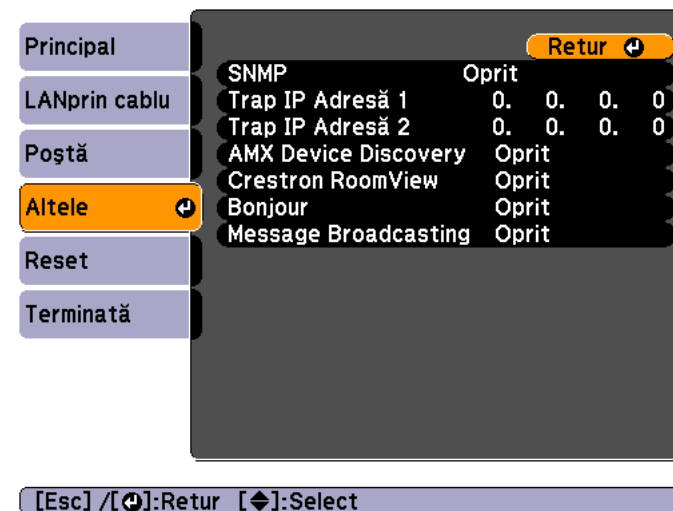 Principal
LANprin cablu
Poştă
Altele
Reset
Terminată
Retur
SNMP Oprit
Trap IP Adresă 1 0. 0. 0. 0
Trap IP Adresă 2 0. 0. 0. 0
AMX Device Discovery Oprit
Crestron RoomView Oprit
Bonjour Oprit
Message Broadcasting Oprit
[Esc] /[⏎]:Retur [◆]:Select